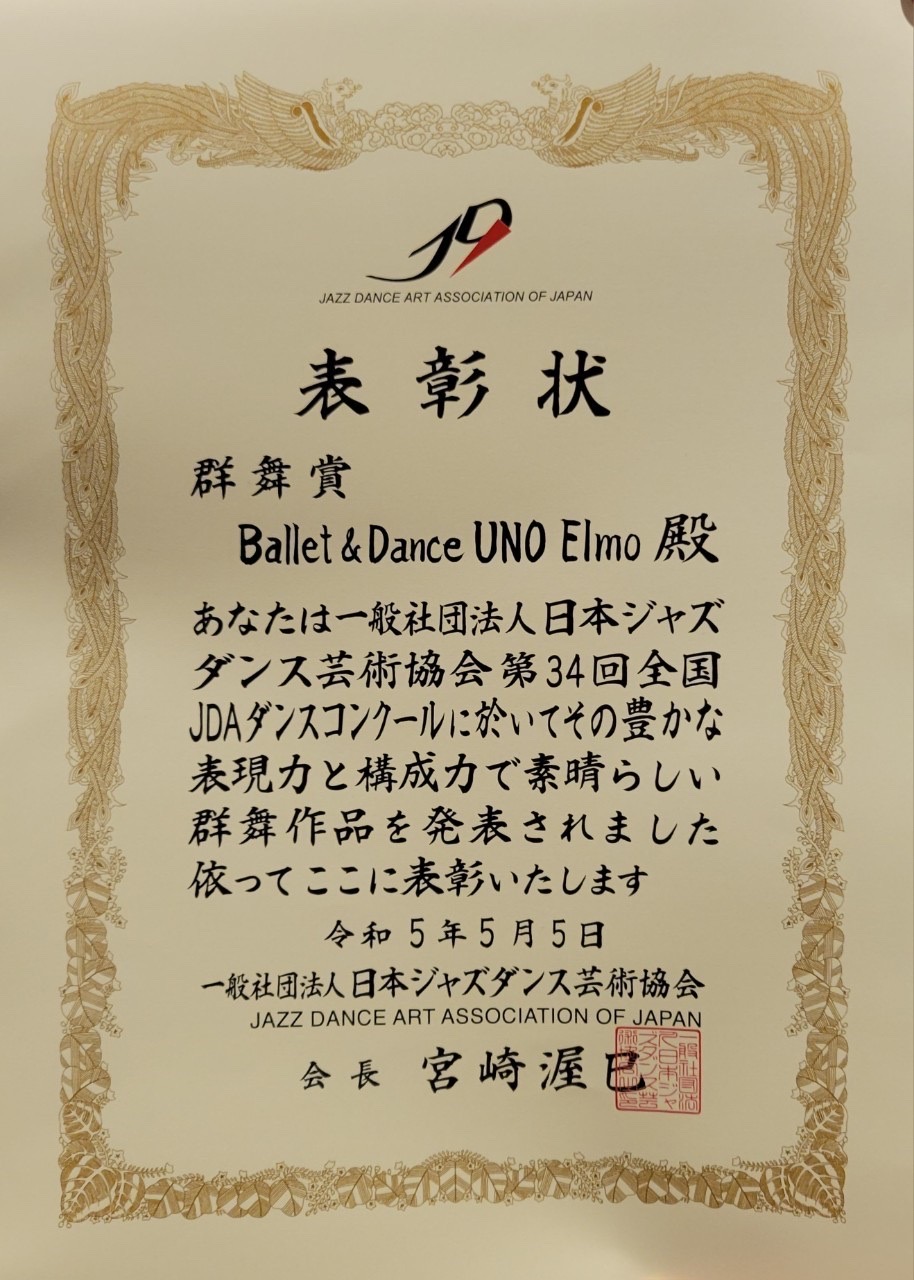 JD
JAZZ DANCE ART ASSOCIATION OF JAPAN
表彰状
群舞賞
Ballet & Dance UNO Elmo 殿
あなたは一般社団法人日本ジャズ
ダンス芸術協会第34回全国
JDAダンスコンクールに於いてその豊かな
表現力と構成力で素晴らしい
群舞作品を発表されました
依ってここに表彰いたします
令和5年5月5日
一般社団法人日本ジャズダンス芸術協会
JAZZ DANCE ART ASSOCIATION OF JAPAN
会長 宮崎渥巳